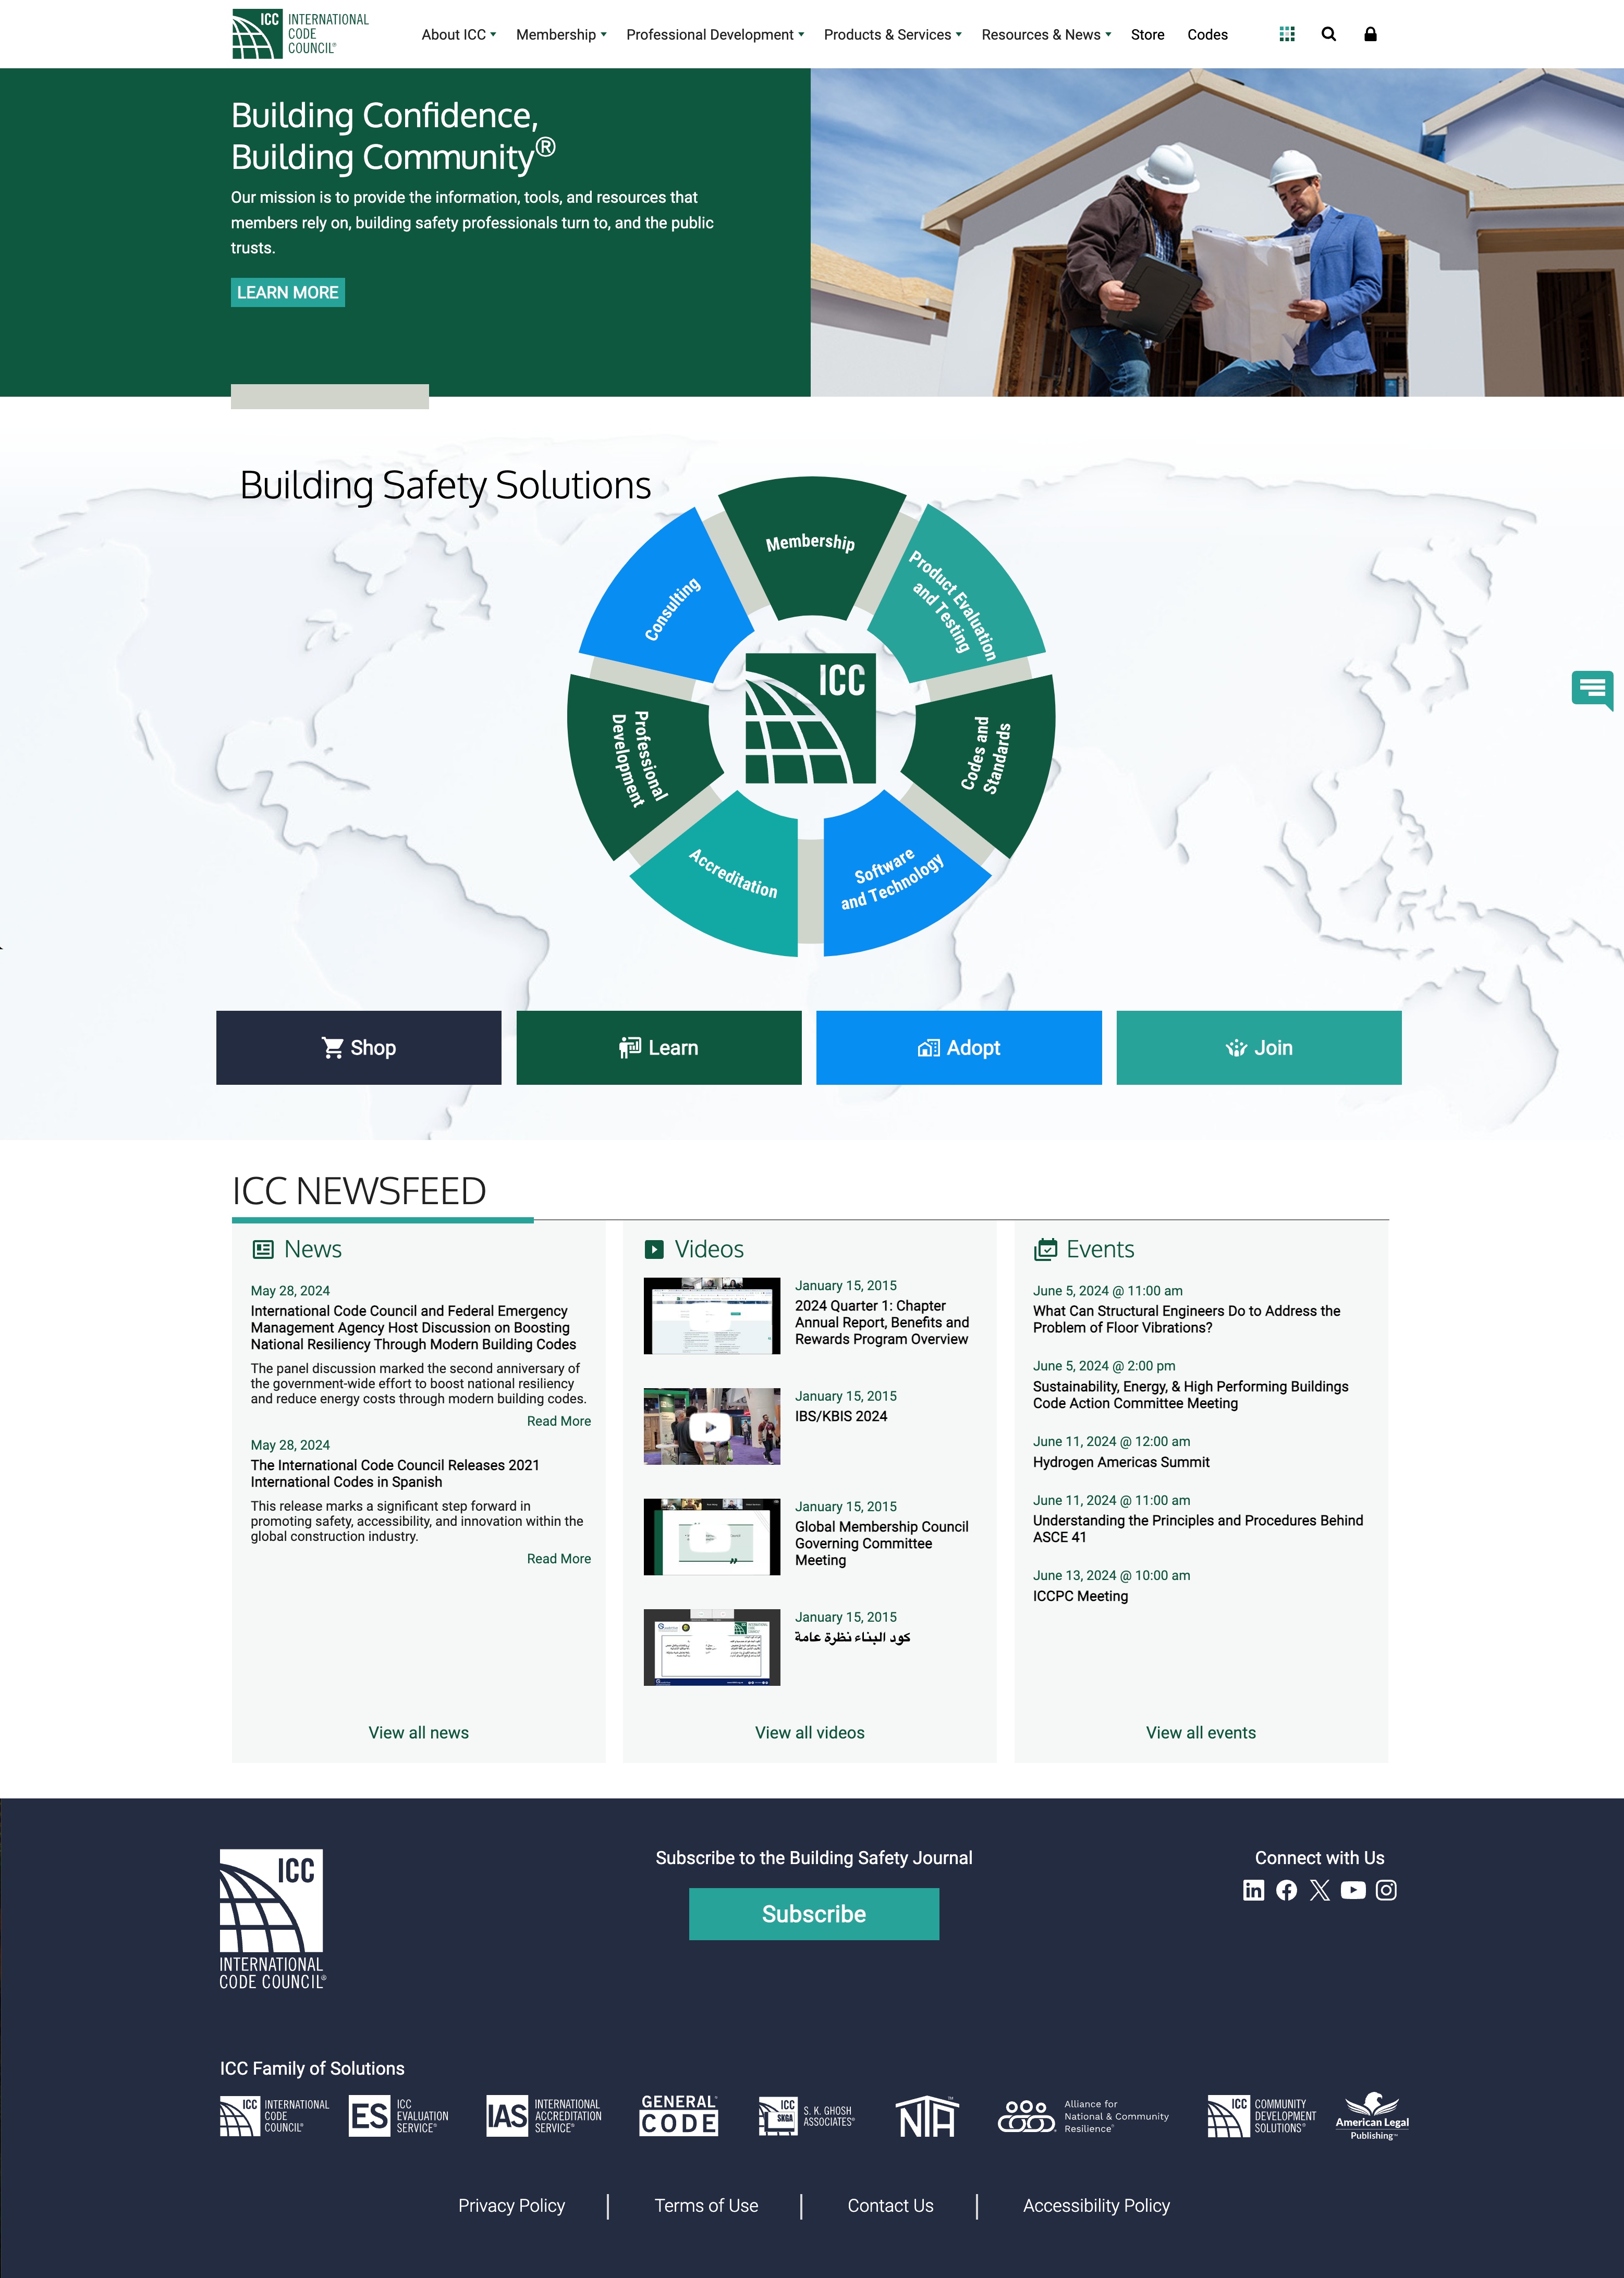 ICC INTERNATIONAL
CODE
COUNCIL®
About ICC Membership Professional Development Products & Services Resources & News Store Codes
Building Confidence,
Building Community®
Our mission is to provide the information, tools, and resources that
members rely on, building safety professionals turn to, and the public
trusts.
LEARN MORE
Building Safety Solutions
Membership
Product Evaluation
and Testing
Codes and
Standards
Software
and Technology
Accreditation
Professional
Development
Consulting
ICC
Shop
Learn
Adopt
Join
ICC NEWSFEED
News
May 28, 2024
International Code Council and Federal Emergency
Management Agency Host Discussion on Boosting
National Resiliency Through Modern Building Codes
The panel discussion marked the second anniversary of
the government-wide effort to boost national resiliency
and reduce energy costs through modern building codes.
Read More
May 28, 2024
The International Code Council Releases 2021
International Codes in Spanish
This release marks a significant step forward in
promoting safety, accessibility, and innovation within the
global construction industry.
Read More
View all news
Videos
January 15, 2015
2024 Quarter 1: Chapter
Annual Report, Benefits and
Rewards Program Overview
January 15, 2015
IBS/KBIS 2024
January 15, 2015
Global Membership Council
Governing Committee
Meeting
January 15, 2015
كود البناء نظرة عامة
View all videos
Events
June 5, 2024 @ 11:00 am
What Can Structural Engineers Do to Address the
Problem of Floor Vibrations?
June 5, 2024 @ 2:00 pm
Sustainability, Energy, & High Performing Buildings
Code Action Committee Meeting
June 11, 2024 @ 12:00 am
Hydrogen Americas Summit
June 11, 2024 @ 11:00 am
Understanding the Principles and Procedures Behind
ASCE 41
June 13, 2024 @ 10:00 am
ICCPC Meeting
View all events
ICC
INTERNATIONAL
CODE COUNCIL®
Subscribe to the Building Safety Journal
Subscribe
Connect with Us
ICC Family of Solutions
ICC INTERNATIONAL
CODE
COUNCIL®
ES ICC
EVALUATION
SERVICE®
IAS INTERNATIONAL
ACCREDITATION
SERVICE®
GENERAL
CODE
ICC
SKGA
S. K. GHOSH
ASSOCIATES®
NTA™
Alliance for
National & Community
Resilience®
ICC COMMUNITY
DEVELOPMENT
SOLUTIONS®
American Legal
Publishing™
Privacy Policy | Terms of Use | Contact Us | Accessibility Policy